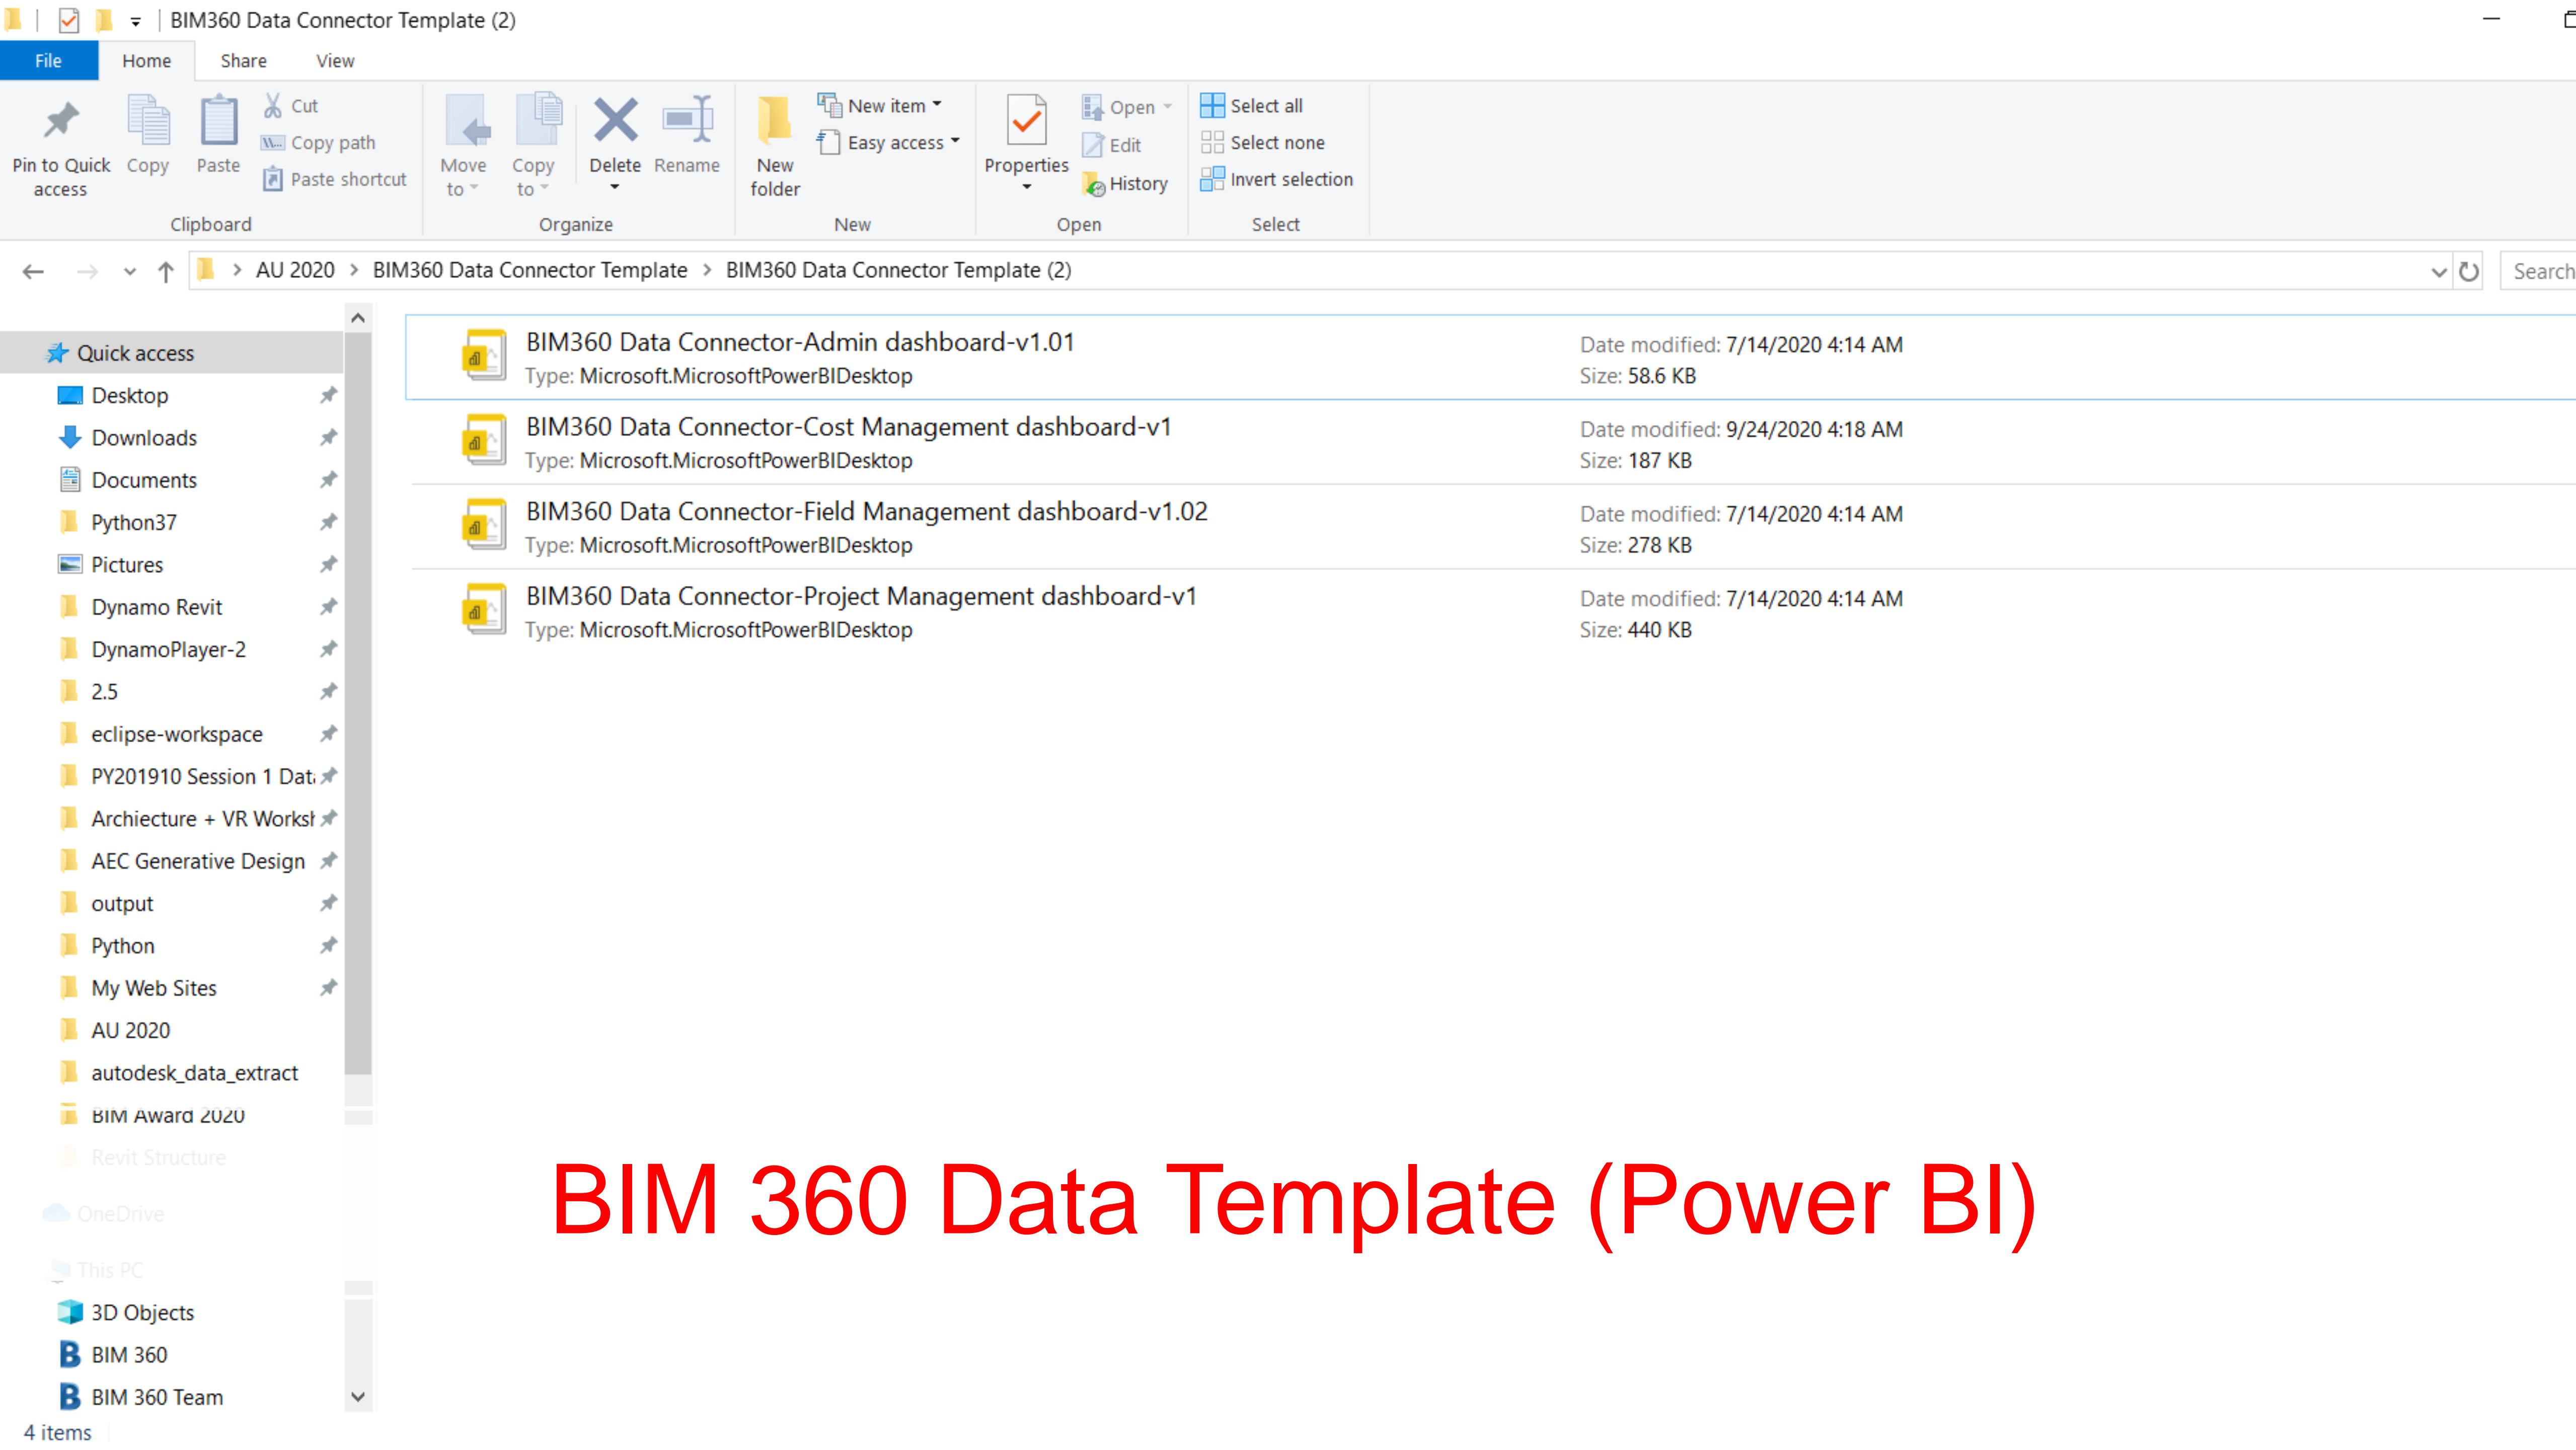 BIM360 Data Connector Template (2)
File Home Share View
Pin to Quick access
Copy
Paste
Cut
Copy path
Paste shortcut
Clipboard
Move to
Copy to
Delete
Rename
Organize
New folder
New item
Easy access
New
Properties
Open
Edit
History
Open
Select all
Select none
Invert selection
Select
> AU 2020 > BIM360 Data Connector Template > BIM360 Data Connector Template (2)
Search
Quick access
Desktop
Downloads
Documents
Python37
Pictures
Dynamo Revit
DynamoPlayer-2
2.5
eclipse-workspace
PY201910 Session 1 Data
Archiecture + VR Worksh
AEC Generative Design
output
Python
My Web Sites
AU 2020
autodesk_data_extract
BIM Award 2020
Revit Structure
OneDrive
This PC
3D Objects
BIM 360
BIM 360 Team
4 items
BIM360 Data Connector-Admin dashboard-v1.01
Type: Microsoft.MicrosoftPowerBIDesktop
Date modified: 7/14/2020 4:14 AM
Size: 58.6 KB
BIM360 Data Connector-Cost Management dashboard-v1
Type: Microsoft.MicrosoftPowerBIDesktop
Date modified: 9/24/2020 4:18 AM
Size: 187 KB
BIM360 Data Connector-Field Management dashboard-v1.02
Type: Microsoft.MicrosoftPowerBIDesktop
Date modified: 7/14/2020 4:14 AM
Size: 278 KB
BIM360 Data Connector-Project Management dashboard-v1
Type: Microsoft.MicrosoftPowerBIDesktop
Date modified: 7/14/2020 4:14 AM
Size: 440 KB
BIM 360 Data Template (Power BI)